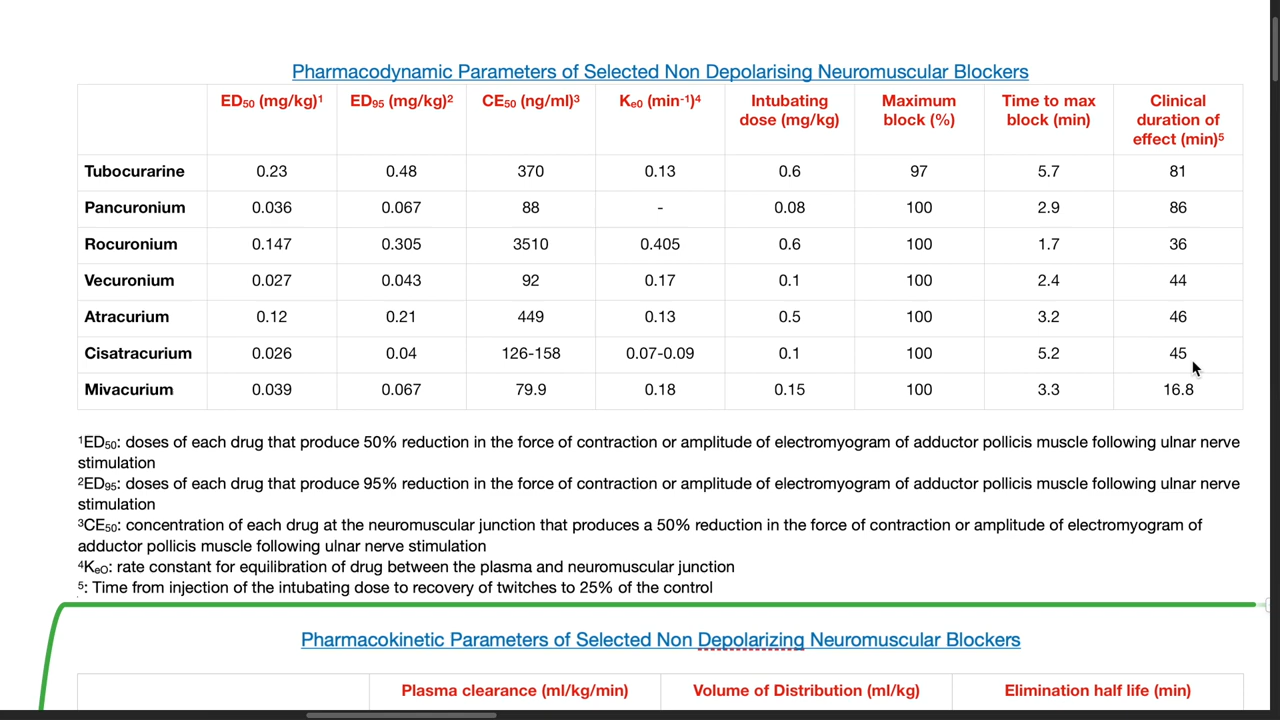 Pharmacodynamic Parameters of Selected Non Depolarising Neuromuscular Blockers
ED50 (mg/kg)1 ED95 (mg/kg)2 CE50 (ng/ml)3 Ke0 (min-1)4 Intubating dose (mg/kg) Maximum block (%) Time to max block (min) Clinical duration of effect (min)5
Tubocurarine 0.23 0.48 370 0.13 0.6 97 5.7 81
Pancuronium 0.036 0.067 88 - 0.08 100 2.9 86
Rocuronium 0.147 0.305 3510 0.405 0.6 100 1.7 36
Vecuronium 0.027 0.043 92 0.17 0.1 100 2.4 44
Atracurium 0.12 0.21 449 0.13 0.5 100 3.2 46
Cisatracurium 0.026 0.04 126-158 0.07-0.09 0.1 100 5.2 45
Mivacurium 0.039 0.067 79.9 0.18 0.15 100 3.3 16.8
1ED50: doses of each drug that produce 50% reduction in the force of contraction or amplitude of electromyogram of adductor pollicis muscle following ulnar nerve
stimulation
2ED95: doses of each drug that produce 95% reduction in the force of contraction or amplitude of electromyogram of adductor pollicis muscle following ulnar nerve
stimulation
3CE50: concentration of each drug at the neuromuscular junction that produces a 50% reduction in the force of contraction or amplitude of electromyogram of
adductor pollicis muscle following ulnar nerve stimulation
4KeO: rate constant for equilibration of drug between the plasma and neuromuscular junction
5: Time from injection of the intubating dose to recovery of twitches to 25% of the control
Pharmacokinetic Parameters of Selected Non Depolarizing Neuromuscular Blockers
Plasma clearance (ml/kg/min) Volume of Distribution (ml/kg) Elimination half life (min)